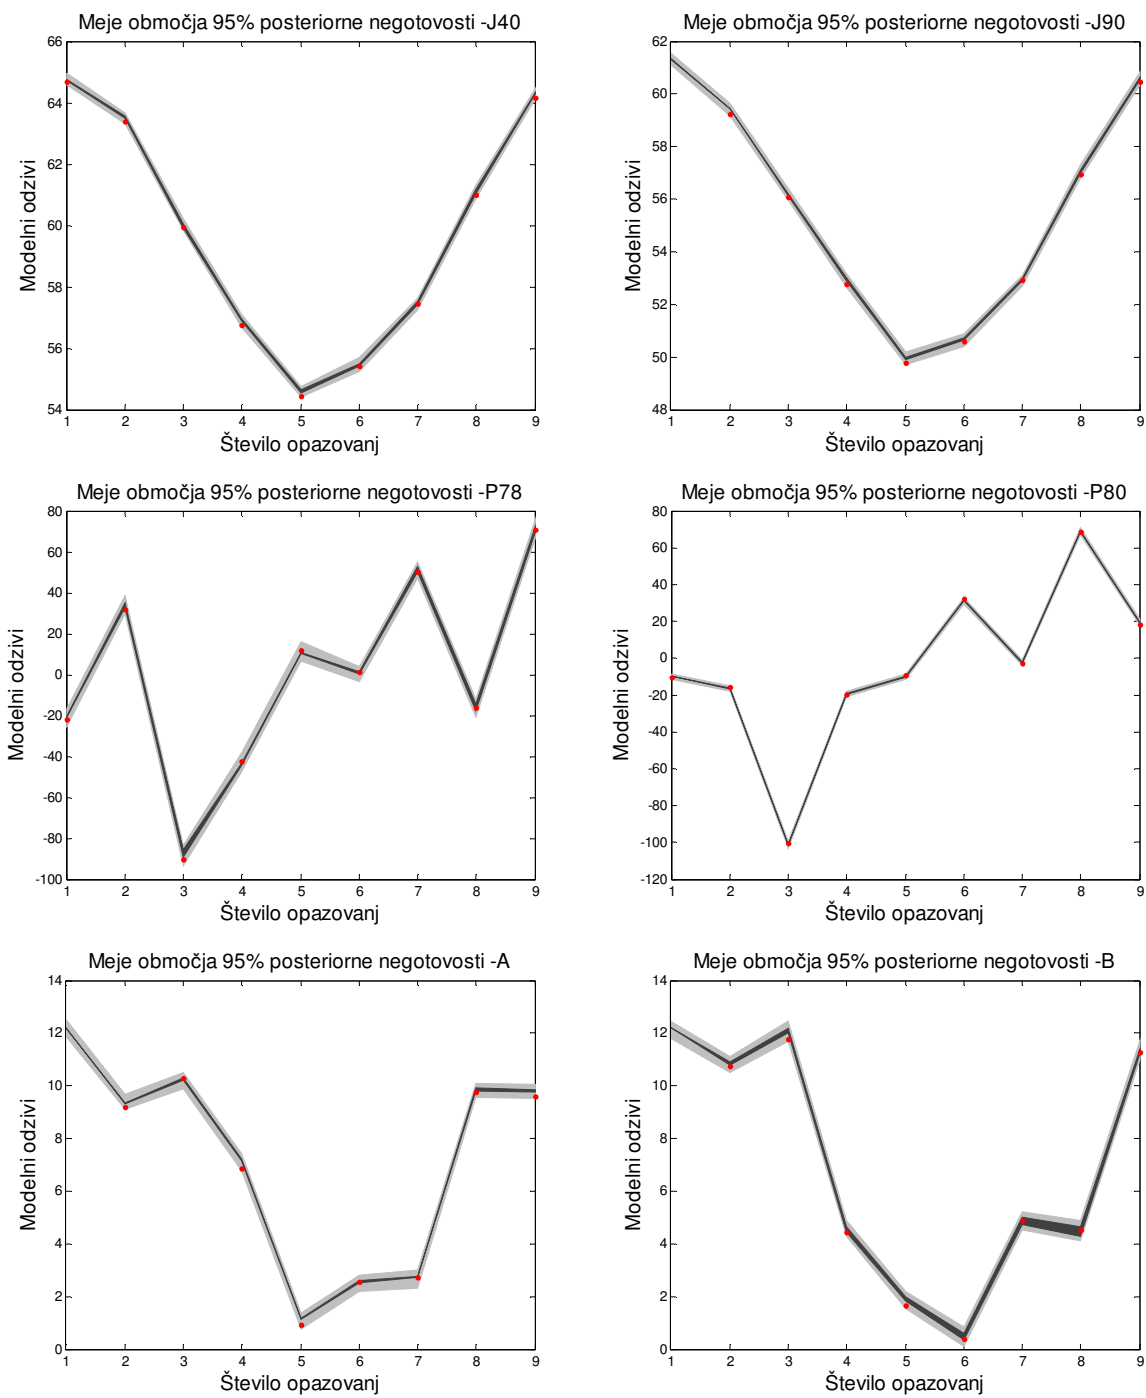 Meje območja 95% posteriorne negotovosti -J40
66
64
62
60
58
56
54
Modelni odzivi
1 2 3 4 5 6 7 8 9
Število opazovanj
Meje območja 95% posteriorne negotovosti -J90
62
60
58
56
54
52
50
48
Modelni odzivi
1 2 3 4 5 6 7 8 9
Število opazovanj
Meje območja 95% posteriorne negotovosti -P78
80
60
40
20
0
-20
-40
-60
-80
-100
Modelni odzivi
1 2 3 4 5 6 7 8 9
Število opazovanj
Meje območja 95% posteriorne negotovosti -P80
80
60
40
20
0
-20
-40
-60
-80
-100
-120
Modelni odzivi
1 2 3 4 5 6 7 8 9
Število opazovanj
Meje območja 95% posteriorne negotovosti -A
14
12
10
8
6
4
2
0
Modelni odzivi
1 2 3 4 5 6 7 8 9
Število opazovanj
Meje območja 95% posteriorne negotovosti -B
14
12
10
8
6
4
2
0
Modelni odzivi
1 2 3 4 5 6 7 8 9
Število opazovanj